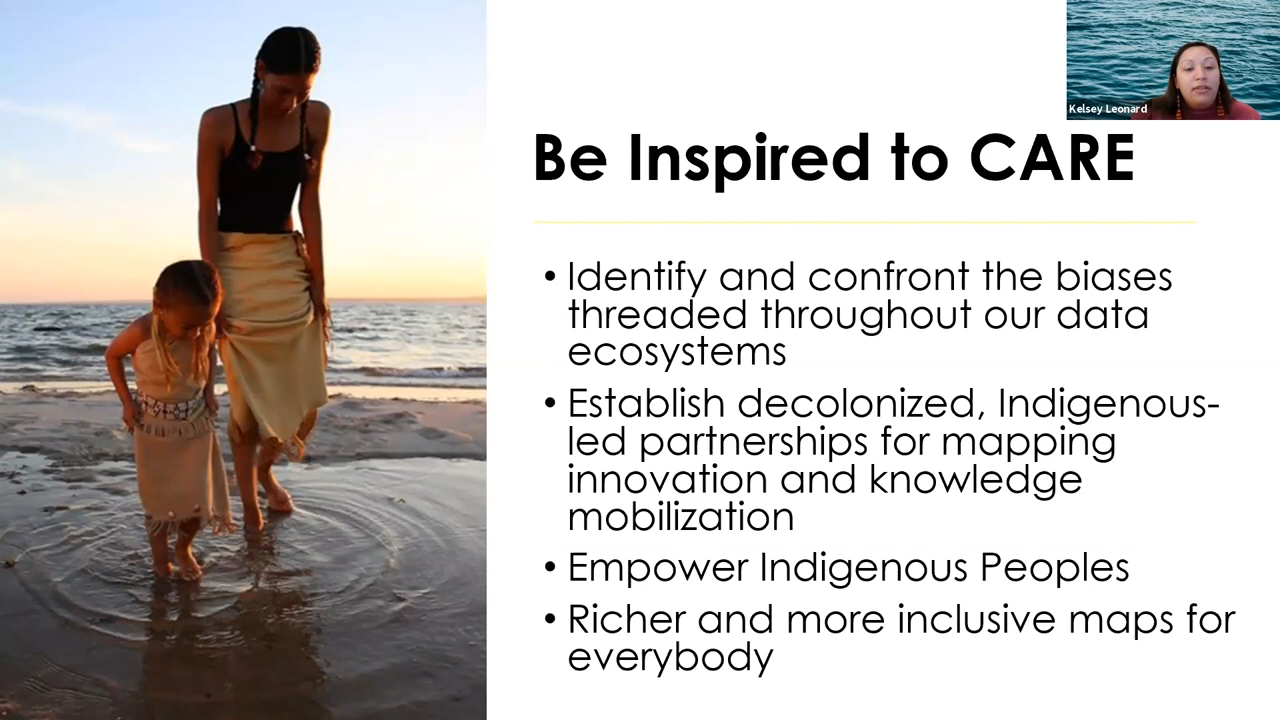 Kelsey Leonard
Be Inspired to CARE
• Identify and confront the biases
threaded throughout our data
ecosystems
• Establish decolonized, Indigenous-
led partnerships for mapping
innovation and knowledge
mobilization
• Empower Indigenous Peoples
• Richer and more inclusive maps for
everybody